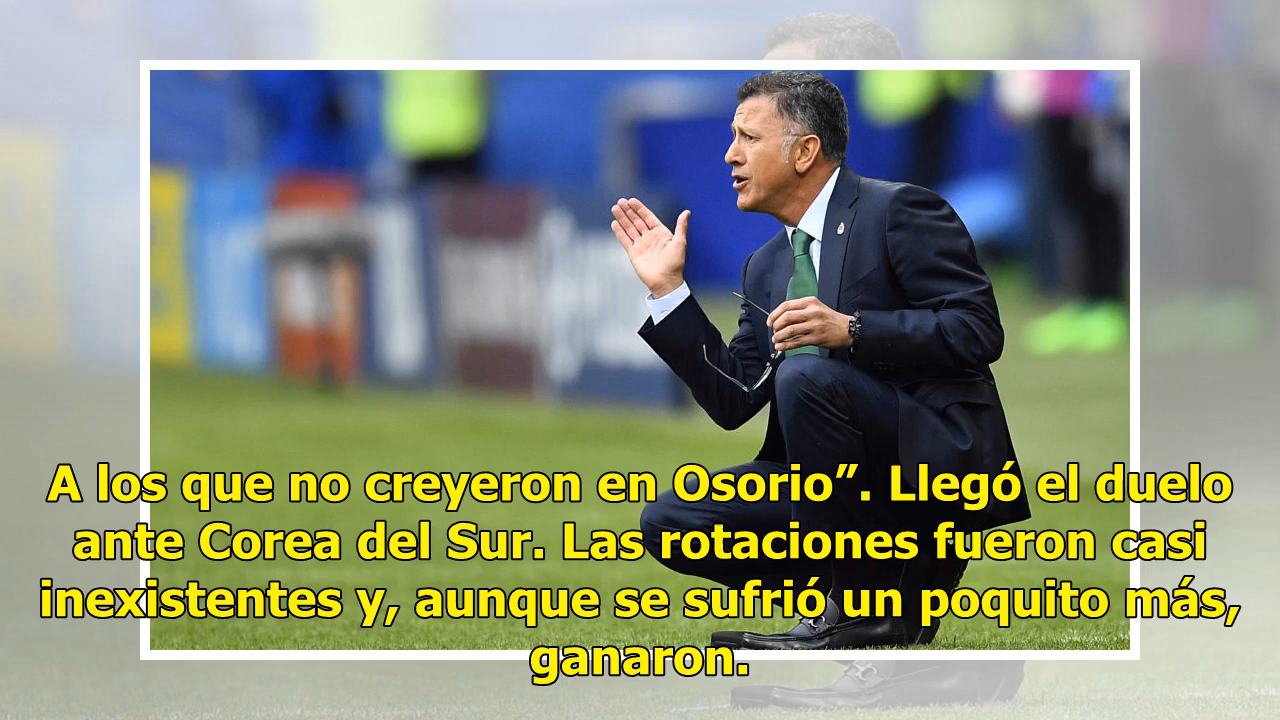 A los que no creyeron en Osorio”. Llegó el duelo
ante Corea del Sur. Las rotaciones fueron casi
inexistentes y, aunque se sufrió un poquito más,
ganaron.